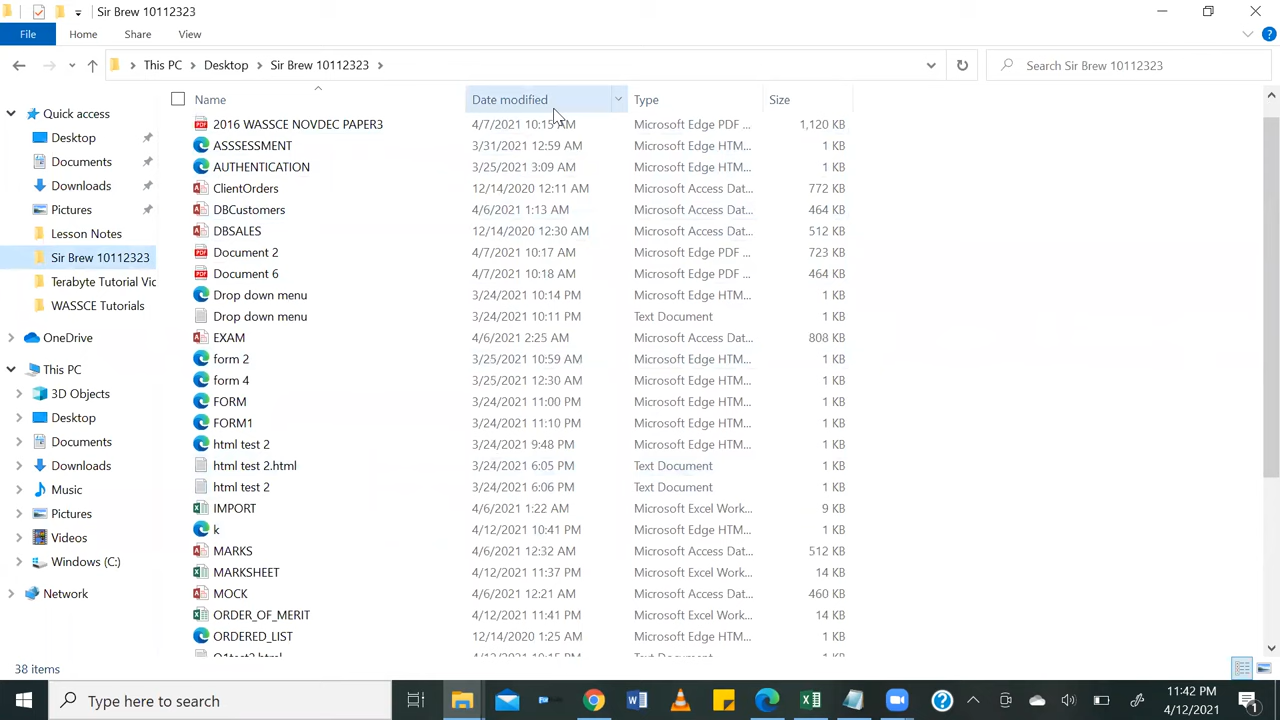 Sir Brew 10112323
File Home Share View
This PC Desktop Sir Brew 10112323 Search Sir Brew 10112323
Name Date modified Type Size
Quick access
Desktop
Documents
Downloads
Pictures
Lesson Notes
Sir Brew 10112323
Terabyte Tutorial Vic
WASSCE Tutorials
OneDrive
This PC
3D Objects
Desktop
Documents
Downloads
Music
Pictures
Videos
Windows (C:)
Network
2016 WASSCE NOVDEC PAPER3 4/7/2021 10:15 AM Microsoft Edge PDF ... 1,120 KB
ASSSESSMENT 3/31/2021 12:59 AM Microsoft Edge HTM... 1 KB
AUTHENTICATION 3/25/2021 3:09 AM Microsoft Edge HTM... 1 KB
ClientOrders 12/14/2020 12:11 AM Microsoft Access Dat... 772 KB
DBCustomers 4/6/2021 1:13 AM Microsoft Access Dat... 464 KB
DBSALES 12/14/2020 12:30 AM Microsoft Access Dat... 512 KB
Document 2 4/7/2021 10:17 AM Microsoft Edge PDF ... 723 KB
Document 6 4/7/2021 10:18 AM Microsoft Edge PDF ... 464 KB
Drop down menu 3/24/2021 10:14 PM Microsoft Edge HTM... 1 KB
Drop down menu 3/24/2021 10:11 PM Text Document 1 KB
EXAM 4/6/2021 2:25 AM Microsoft Access Dat... 808 KB
form 2 3/25/2021 10:59 AM Microsoft Edge HTM... 1 KB
form 4 3/25/2021 12:30 AM Microsoft Edge HTM... 1 KB
FORM 3/24/2021 11:00 PM Microsoft Edge HTM... 1 KB
FORM1 3/24/2021 11:10 PM Microsoft Edge HTM... 1 KB
html test 2 3/24/2021 9:48 PM Microsoft Edge HTM... 1 KB
html test 2.html 3/24/2021 6:05 PM Text Document 1 KB
html test 2 3/24/2021 6:06 PM Text Document 1 KB
IMPORT 4/6/2021 1:22 AM Microsoft Excel Work... 9 KB
k 4/12/2021 10:41 PM Microsoft Edge HTM... 1 KB
MARKS 4/6/2021 12:32 AM Microsoft Access Dat... 512 KB
MARKSHEET 4/12/2021 11:37 PM Microsoft Excel Work... 14 KB
MOCK 4/6/2021 12:21 AM Microsoft Access Dat... 460 KB
ORDER_OF_MERIT 4/12/2021 11:41 PM Microsoft Excel Work... 14 KB
ORDERED_LIST 12/14/2020 1:25 AM Microsoft Edge HTM... 1 KB
38 items
Type here to search
11:42 PM
4/12/2021